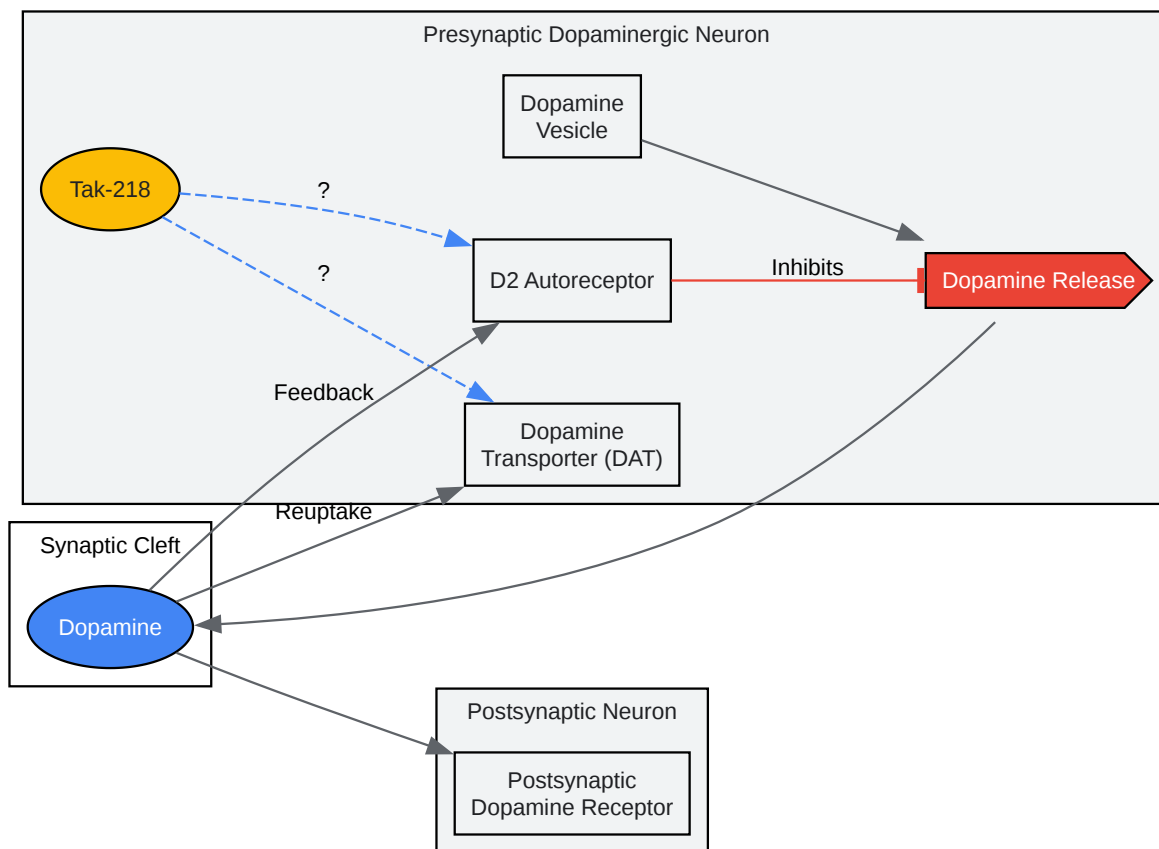 Presynaptic Dopaminergic Neuron
Dopamine
Vesicle
Tak-218
?
?
D2 Autoreceptor
Inhibits
Dopamine Release
Feedback
Dopamine
Transporter (DAT)
Reuptake
Synaptic Cleft
Dopamine
Postsynaptic Neuron
Postsynaptic
Dopamine Receptor